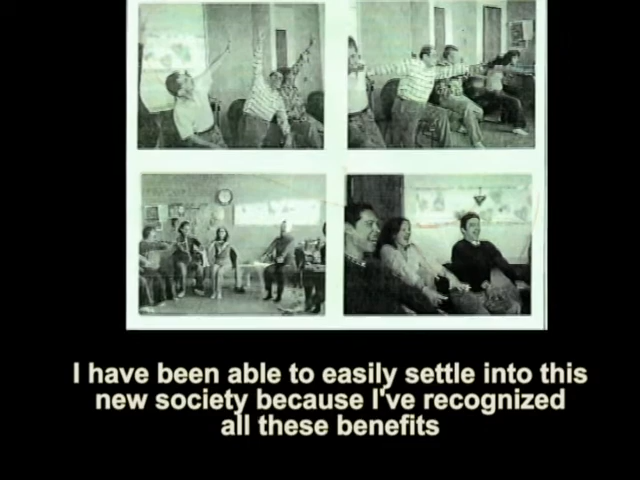 I have been able to easily settle into this
new society because I've recognized
all these benefits